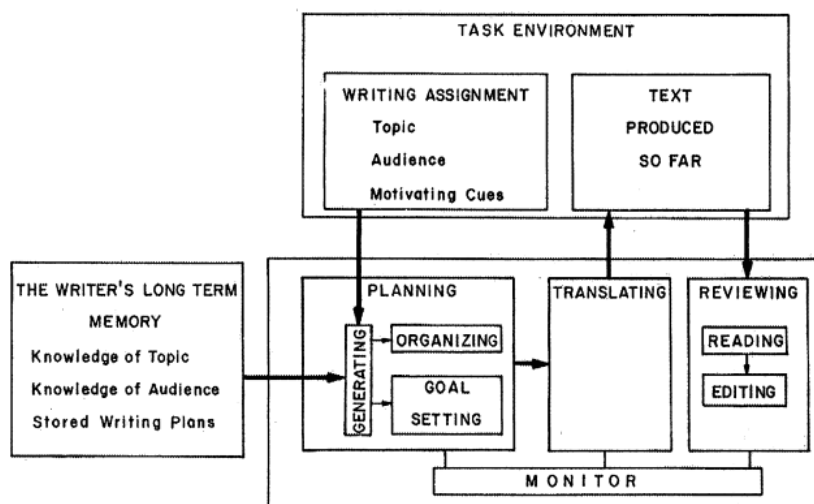 TASK ENVIRONMENT
WRITING ASSIGNMENT
Topic
Audience
Motivating Cues
TEXT
PRODUCED
SO FAR
THE WRITER'S LONG TERM
MEMORY
Knowledge of Topic
Knowledge of Audience
Stored Writing Plans
PLANNING
GENERATING
ORGANIZING
GOAL
SETTING
TRANSLATING
REVIEWING
READING
EDITING
MONITOR